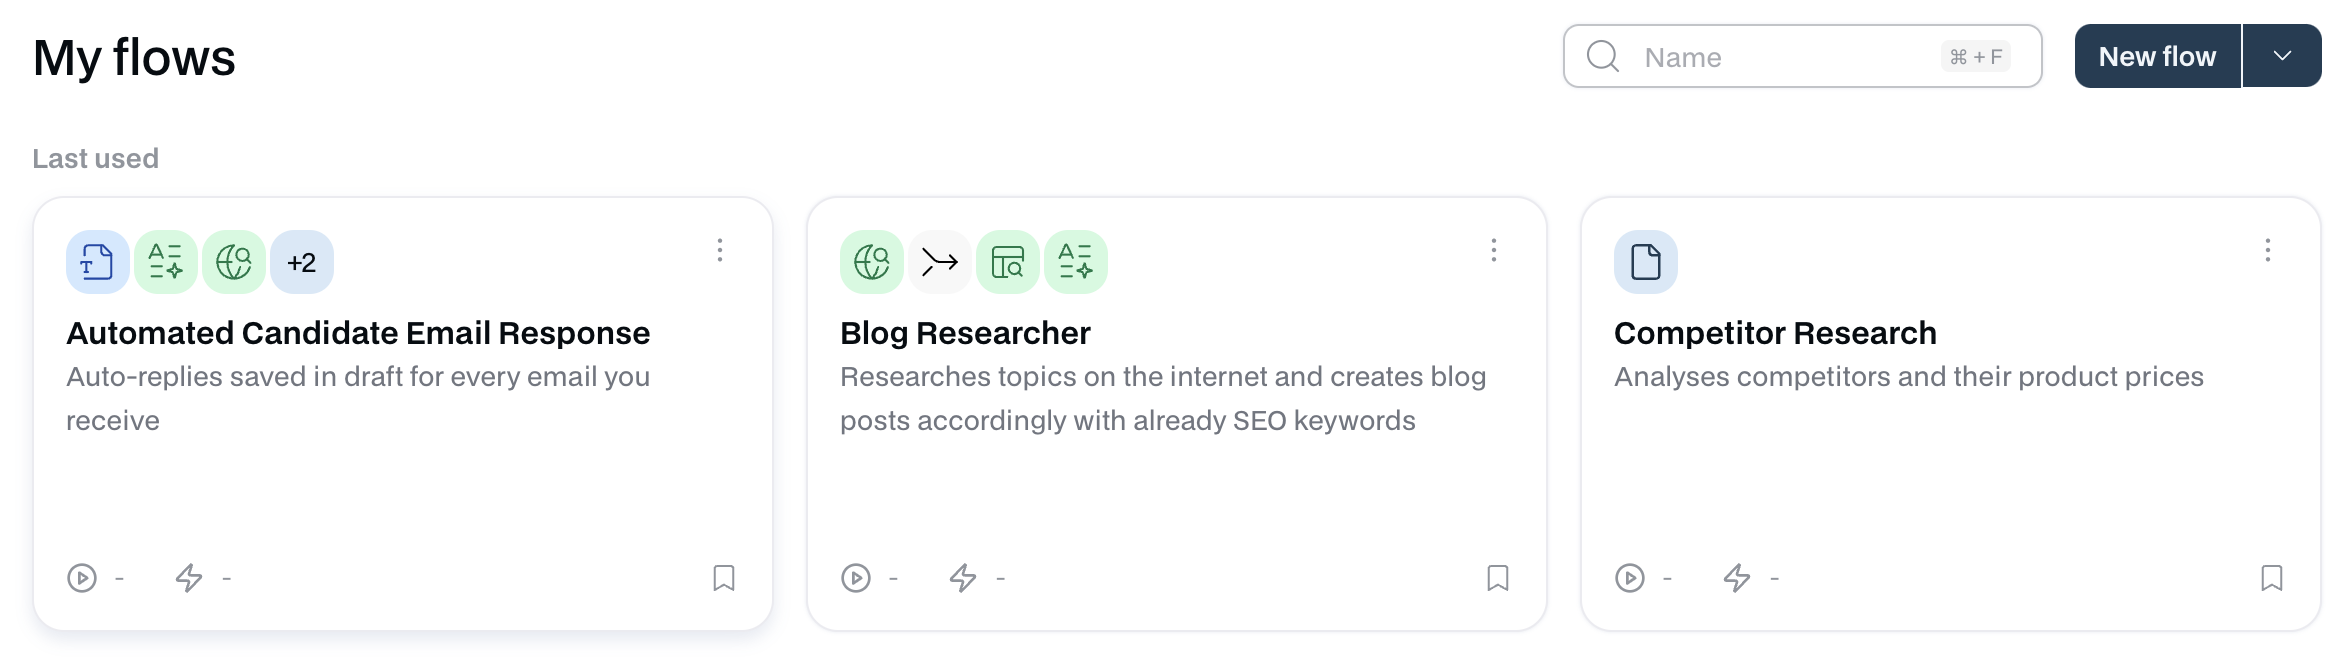 My flows
Name
⌘ + F
New flow
Last used
T A +2
A
Automated Candidate Email Response
Auto-replies saved in draft for every email you
receive
- -
Blog Researcher
Researches topics on the internet and creates blog
posts accordingly with already SEO keywords
- -
Competitor Research
Analyses competitors and their product prices
- -